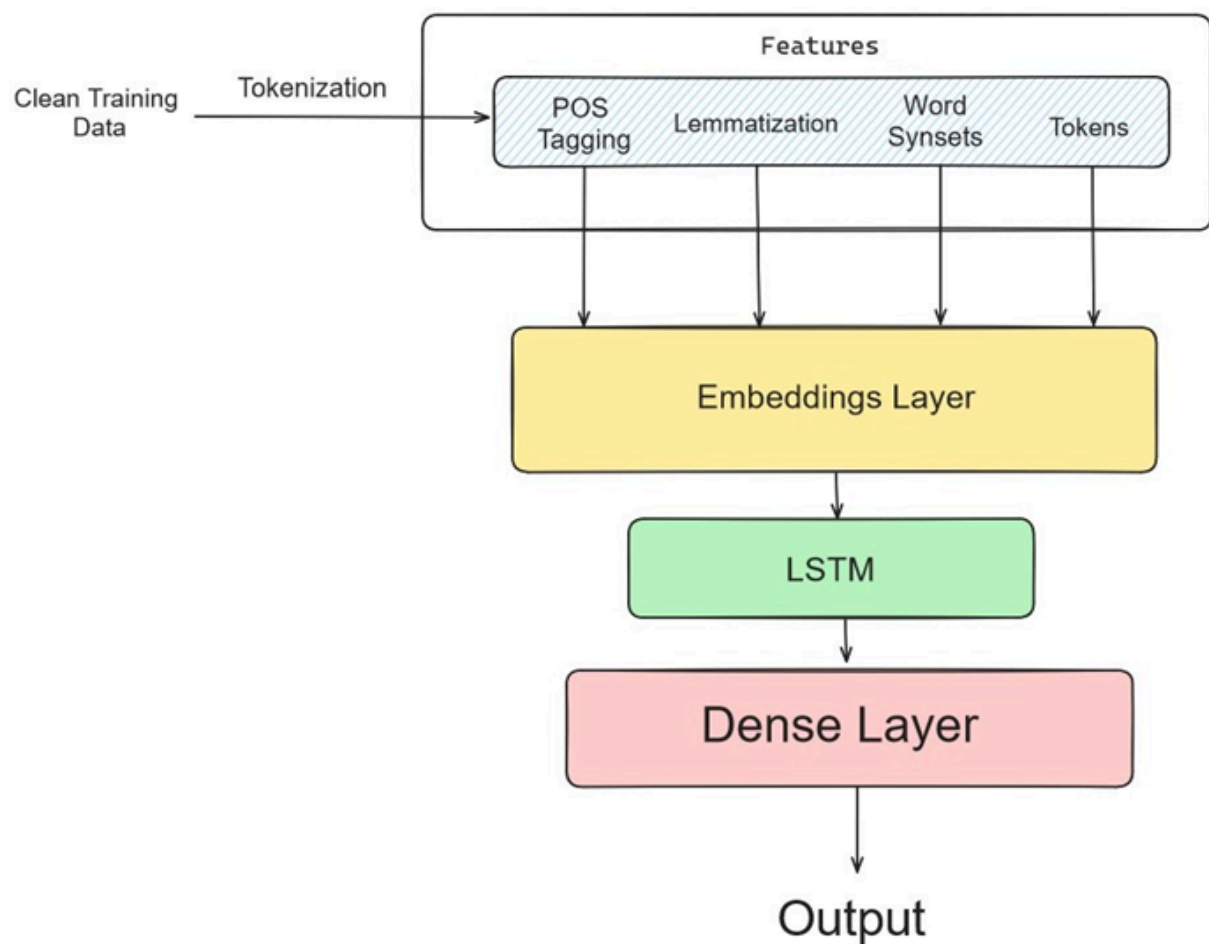 Features
Clean Training
Data
Tokenization
POS
Tagging
Lemmatization
Word
Synsets
Tokens
Embeddings Layer
LSTM
Dense Layer
Output